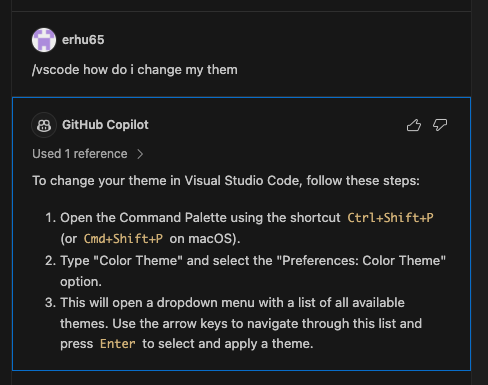 erhu65
/vscode how do i change my them
GitHub Copilot
Used 1 reference
To change your theme in Visual Studio Code, follow these steps:
1. Open the Command Palette using the shortcut Ctrl+Shift+P
(or Cmd+Shift+P on macOS).
2. Type "Color Theme" and select the "Preferences: Color Theme"
option.
3. This will open a dropdown menu with a list of all available
themes. Use the arrow keys to navigate through this list and
press Enter to select and apply a theme.